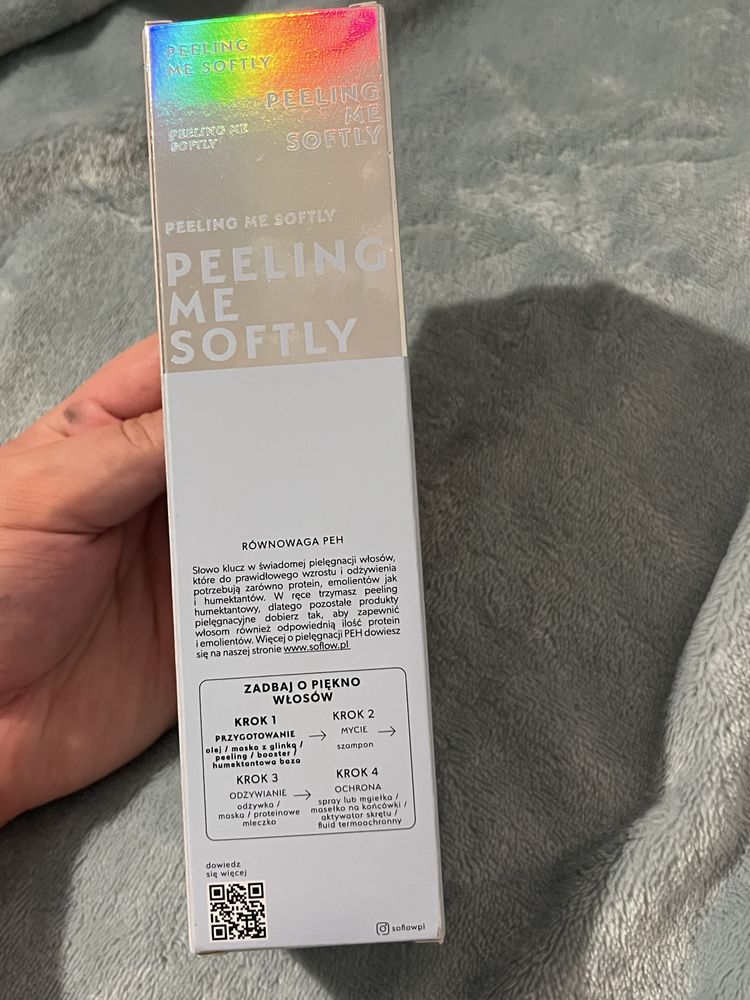 PEELING
ME SOFTLY
PEELING
ME
SOFTLY
PEELING ME
SOFTLY
PEELING ME SOFTLY
PEELING
ME
SOFTLY
RÓWNOWAGA PEH
Słowo klucz w świadomej pielęgnacji włosów,
które do prawidłowego wzrostu i odżywienia
potrzebują zarówno protein, emolientów jak
i humektantów. W ręce trzymasz peeling
humektantowy, dlatego pozostałe produkty
pielęgnacyjne dobierz tak, aby zapewnić
włosom również odpowiednią ilość protein
i emolientów. Więcej o pielęgnacji PEH dowiesz
się na naszej stronie www.soflow.pl
ZADBAJ O PIĘKNO
WŁOSÓW
KROK 1
PRZYGOTOWANIE
olej / maska z glinką /
peeling / booster /
humektantowa baza
KROK 2
MYCIE
szampon
KROK 3
ODZYWIANIE
odżywka /
maska / proteinowe
mleczko
KROK 4
OCHRONA
spray lub mgiełka /
masełko na końcówki /
aktywator skrętu /
fluid termoochronny
dowiedz
się więcej
soflowpl